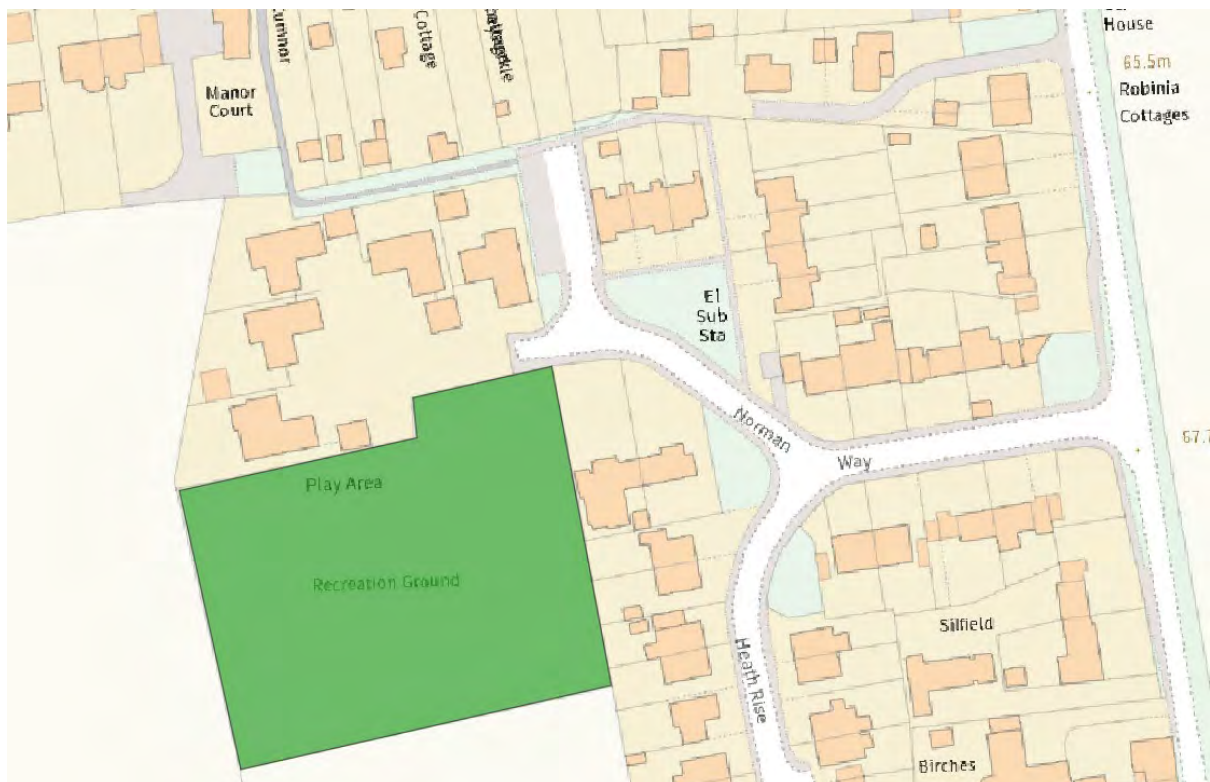 Cumnor
Cottage
House
65.5m
Robinia
Cottages
Manor
Court
El
Sub
Sta
Norman
Way
67.7
Play Area
Recreation Ground
Heath Rise
Silfield
Birches